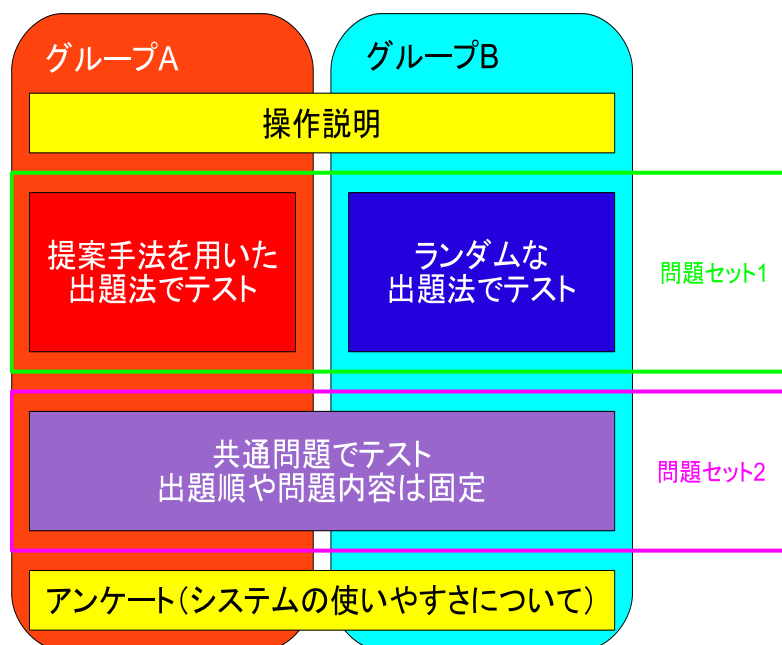 グループA
グループB
操作説明
提案手法を用いた
出題法でテスト
ランダムな
出題法でテスト
問題セット1
共通問題でテスト
出題順や問題内容は固定
問題セット2
アンケート(システムの使いやすさについて)